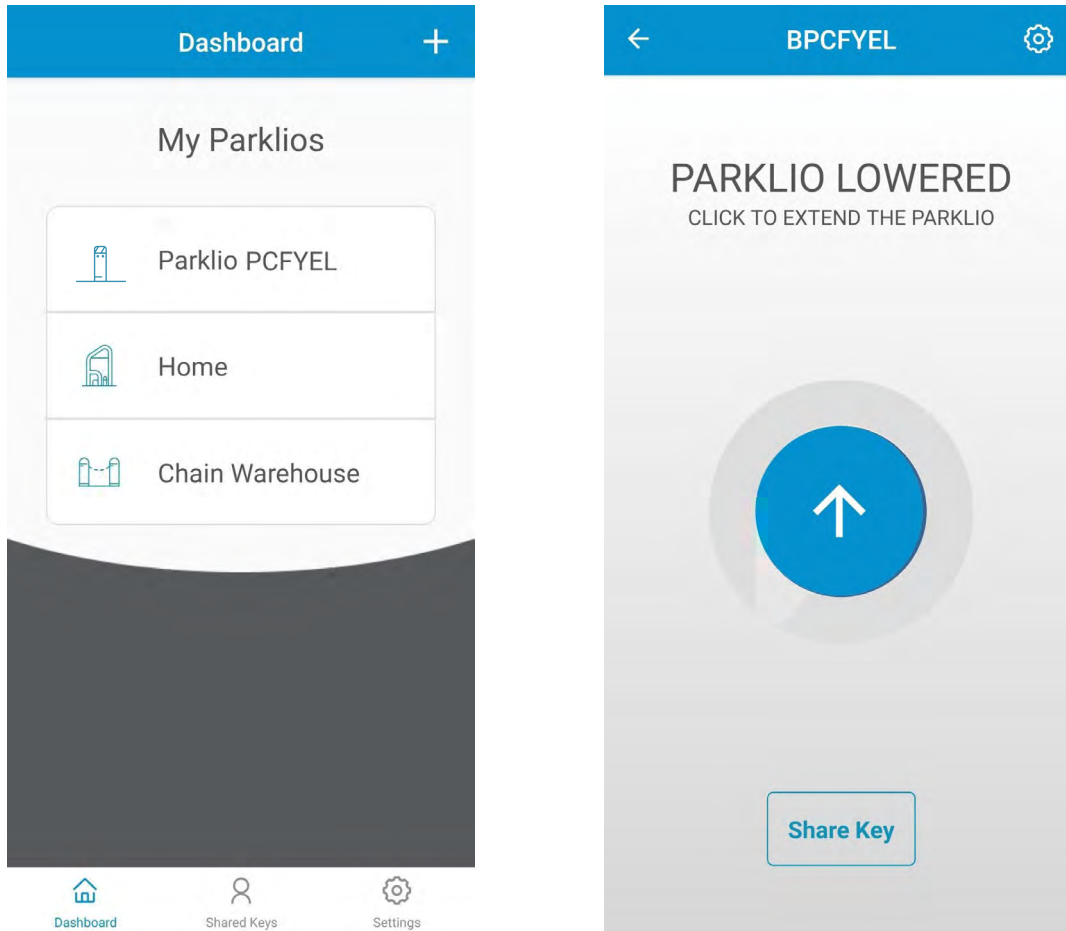 Dashboard
My Parklios
Parklio PCFYEL
Home
Chain Warehouse
Dashboard
Shared Keys
Settings
BPCFYEL
PARKLIO LOWERED
CLICK TO EXTEND THE PARKLIO
Share Key